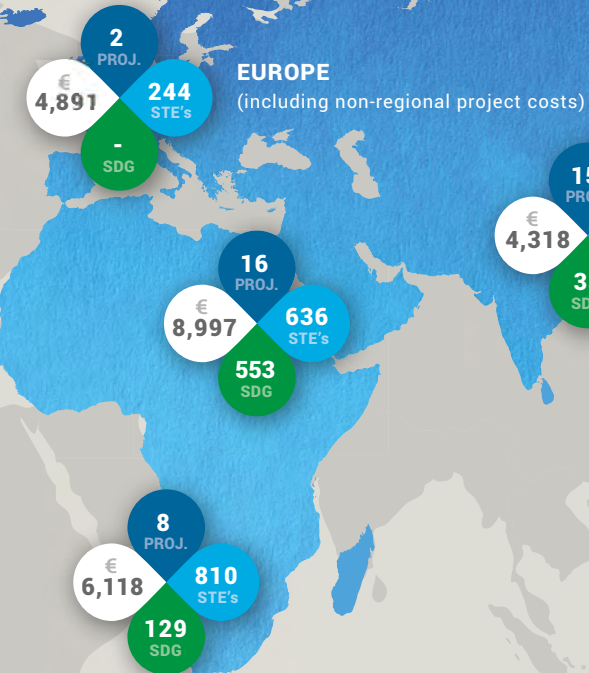 2
PROJ.
€
4,891
244
STE's
-
SDG
EUROPE
(including non-regional project costs)
€
4,318
16
PROJ.
€
8,997
636
STE's
553
SDG
8
PROJ.
€
6,118
810
STE's
129
SDG